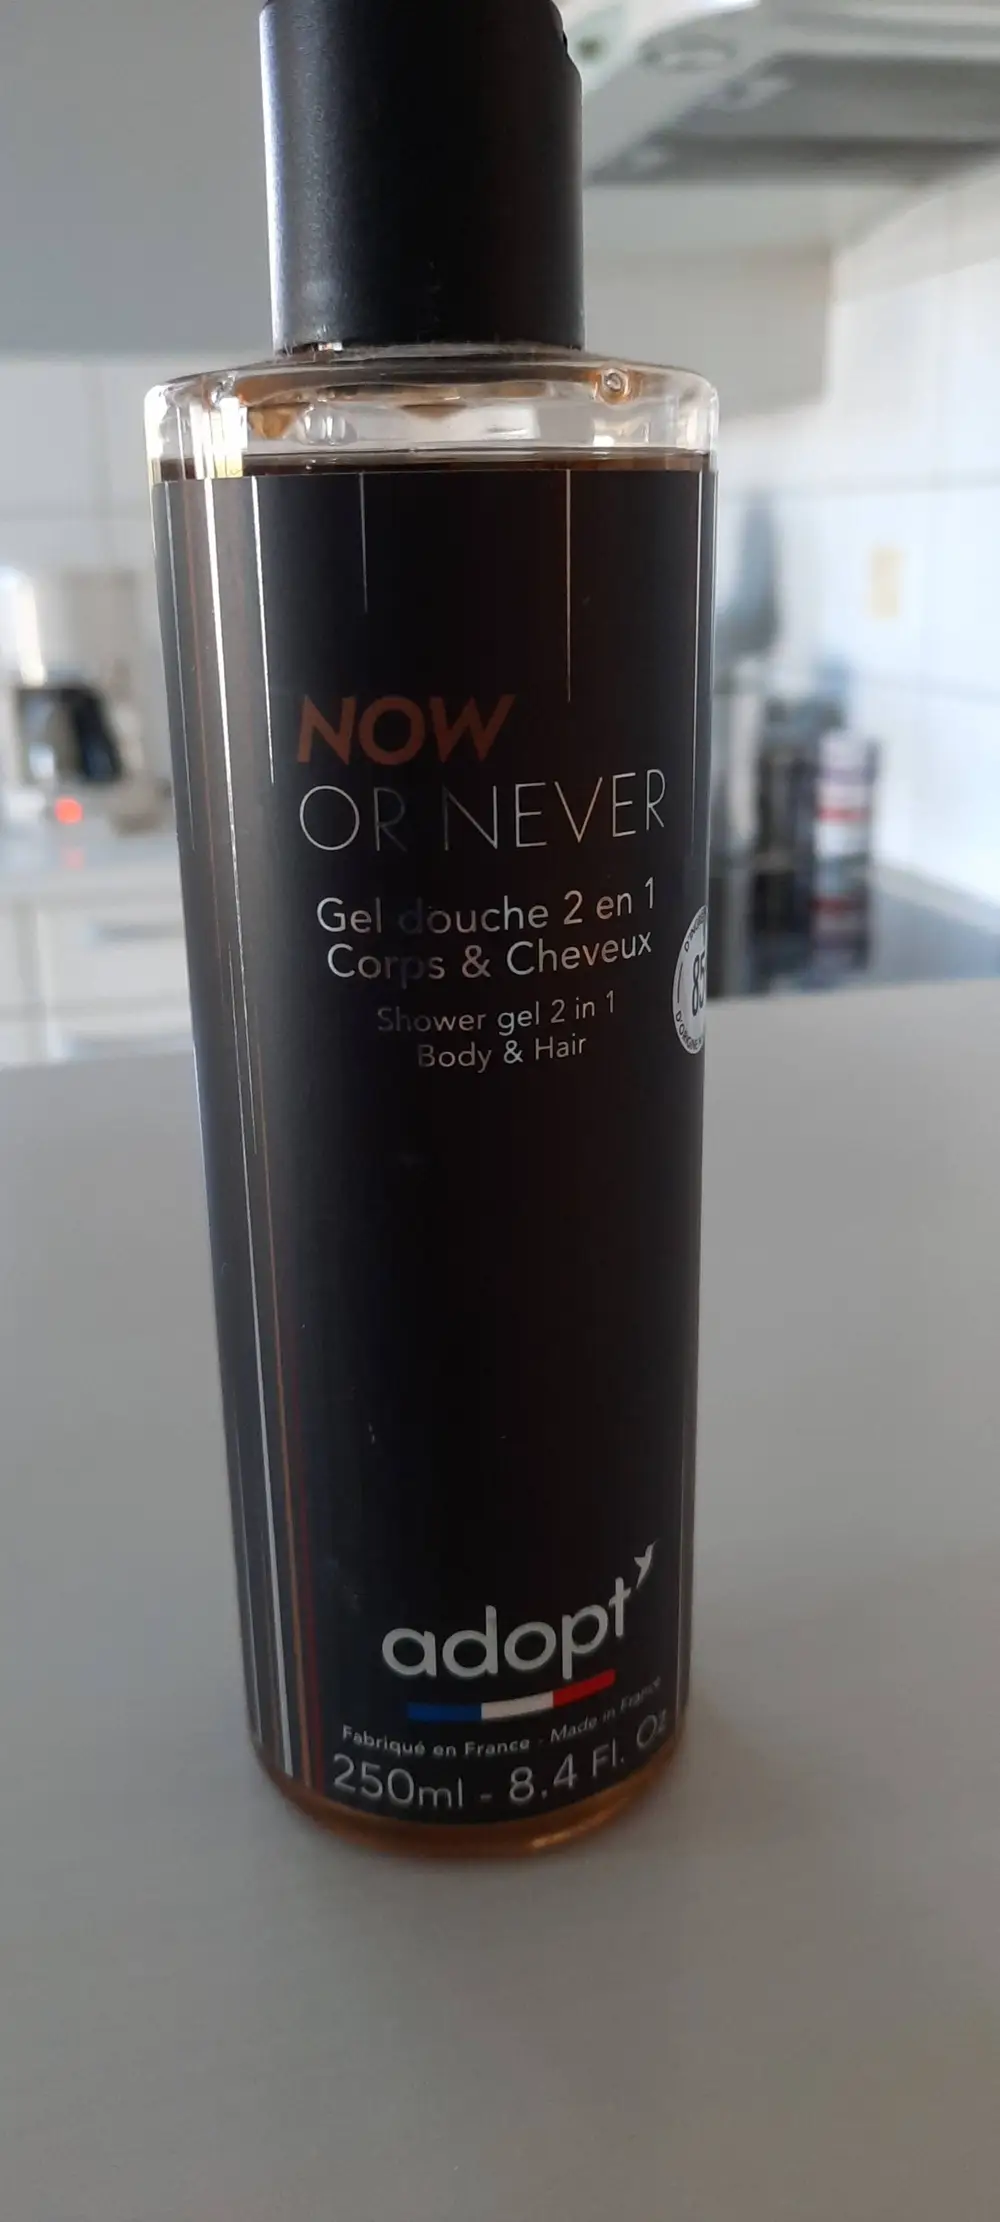 NOW
OR NEVER
Gel douche 2 en 1
Corps & Cheveux
Shower gel 2 in 1
Body & Hair
adopt
Fabriqué en France - Made in France
250ml - 8.4 Fl. Oz